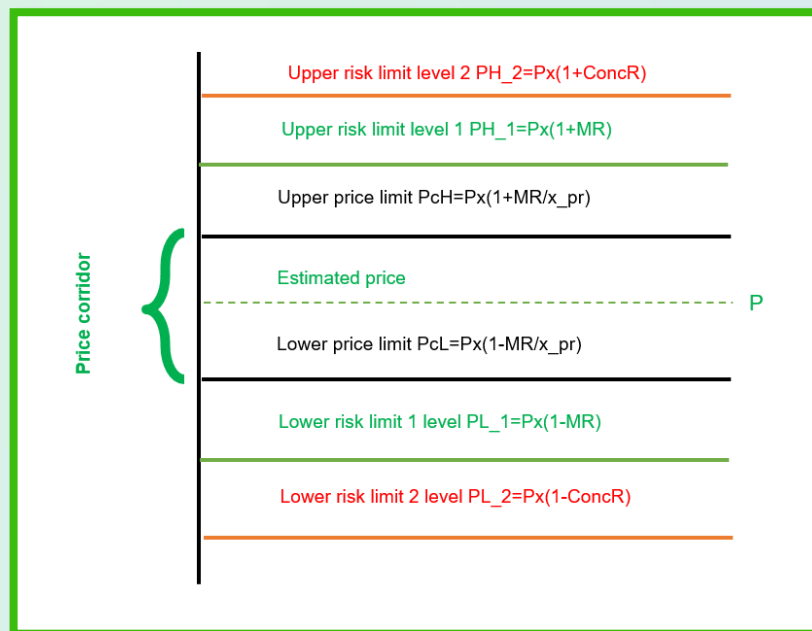 Upper risk limit level 2 PH_2=Px(1+ConcR)
Upper risk limit level 1 PH_1=Px(1+MR)
Upper price limit PcH=Px(1+MR/x_pr)
Price corridor
Estimated price
P
Lower price limit PcL=Px(1-MR/x_pr)
Lower risk limit 1 level PL_1=Px(1-MR)
Lower risk limit 2 level PL_2=Px(1-ConcR)